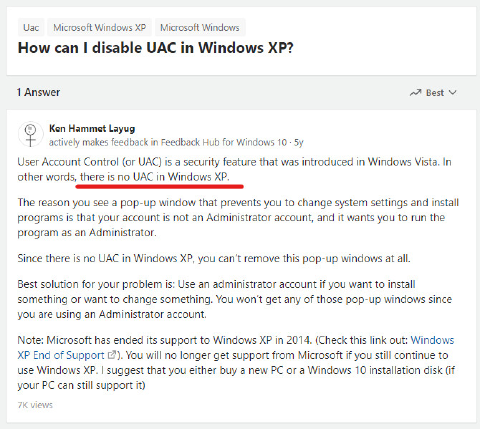 Uac Microsoft Windows XP Microsoft Windows
How can I disable UAC in Windows XP?
1 Answer Best
Ken Hammet Layug
actively makes feedback in Feedback Hub for Windows 10 · 5y
User Account Control (or UAC) is a security feature that was introduced in Windows Vista. In
other words, there is no UAC in Windows XP.
The reason you see a pop-up window that prevents you to change system settings and install
programs is that your account is not an Administrator account, and it wants you to run the
program as an Administrator.
Since there is no UAC in Windows XP, you can't remove this pop-up windows at all.
Best solution for your problem is: Use an administrator account if you want to install
something or want to change something. You won't get any of those pop-up windows since
you are using an Administrator account.
Note: Microsoft has ended its support to Windows XP in 2014. (Check this link out: Windows
XP End of Support). You will no longer get support from Microsoft if you still continue to
use Windows XP. I suggest that you either buy a new PC or a Windows 10 installation disk (if
your PC can still support it)
7K views